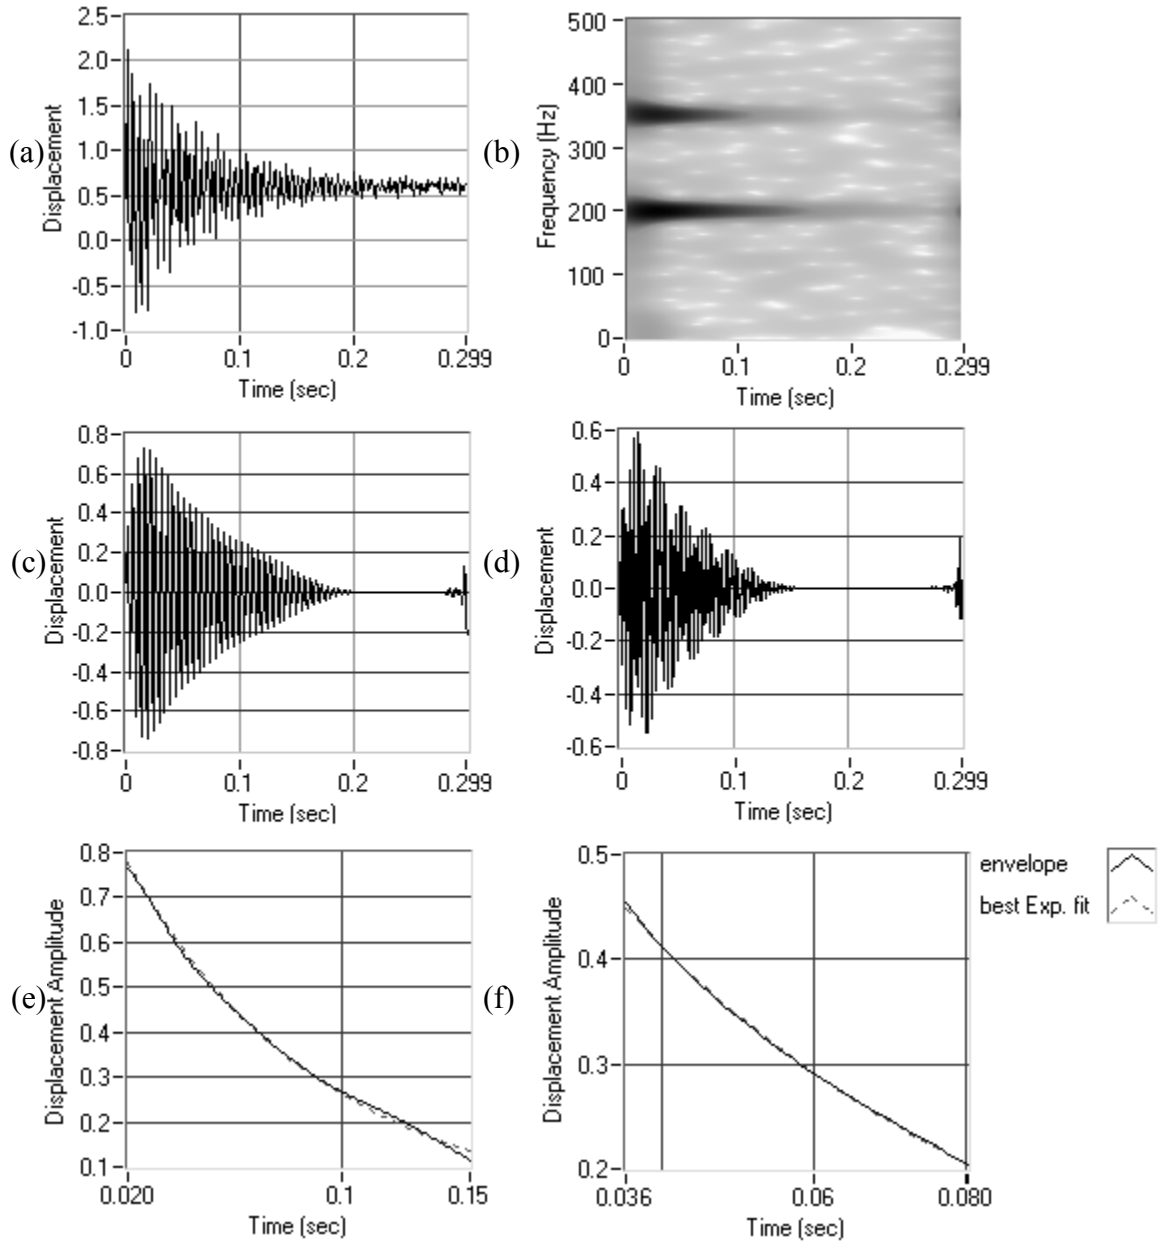 (a)
Displacement
2.5
2.0
1.5
1.0
0.5
0.0
-0.5
-1.0
0 0.1 0.2 0.299
Time (sec)
(b)
Frequency (Hz)
500
400
300
200
100
0
0 0.1 0.2 0.299
Time (sec)
(c)
Displacement
0.8
0.6
0.4
0.2
0.0
-0.2
-0.4
-0.6
-0.8
0 0.1 0.2 0.299
Time (sec)
(d)
Displacement
0.6
0.4
0.2
0.0
-0.2
-0.4
-0.6
0 0.1 0.2 0.299
Time (sec)
(e)
Displacement Amplitude
0.8
0.7
0.6
0.5
0.4
0.3
0.2
0.1
0.020 0.1 0.15
Time (sec)
(f)
Displacement Amplitude
0.5
0.4
0.3
0.2
0.036 0.06 0.080
Time (sec)
envelope
best Exp. fit